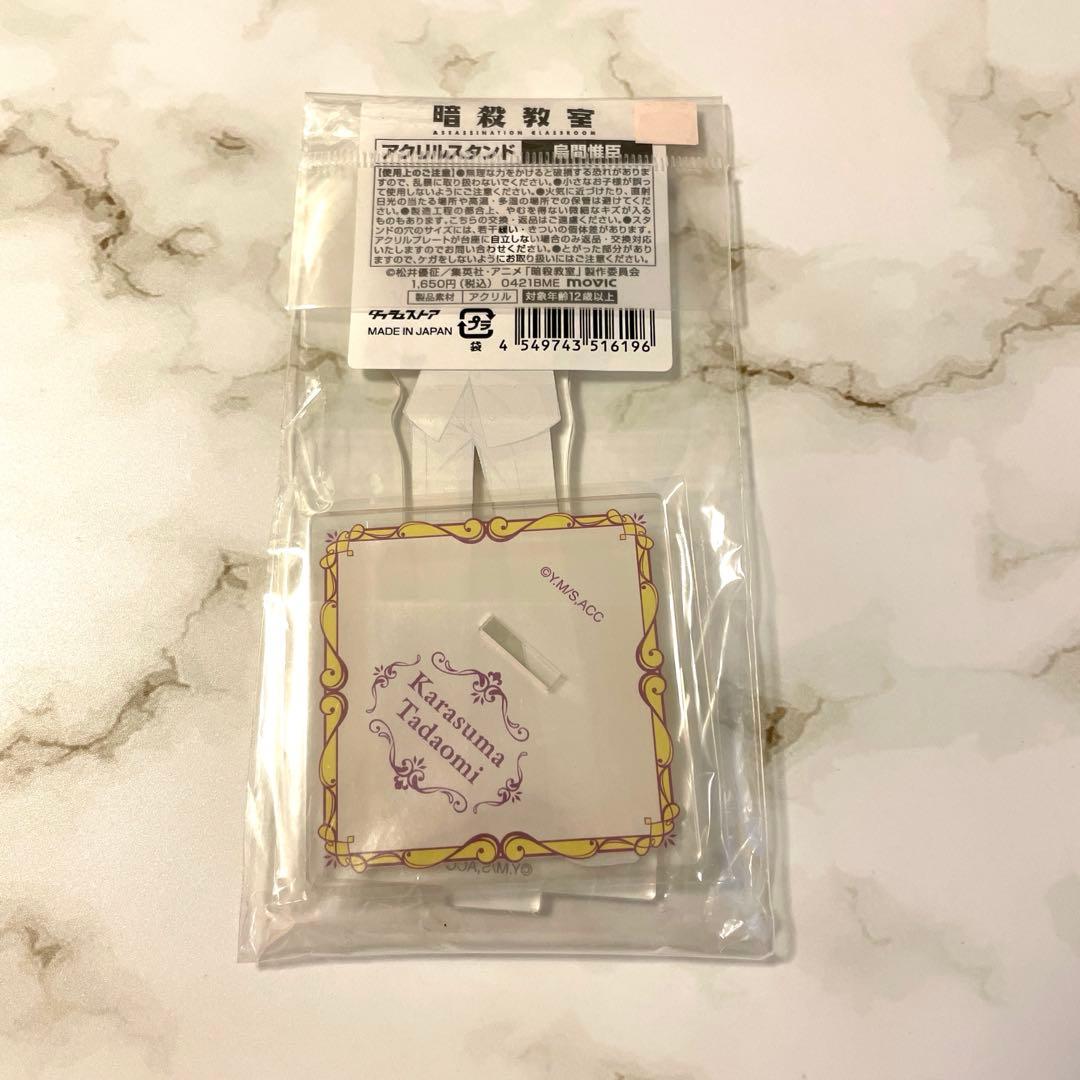 暗殺教室
ASSASSINATION CLASSROOM
アクリルスタンド 烏間惟臣
【使用上のご注意】●無理な力をかけると破損する恐れがありま
すので、乱暴に取り扱わないでください。●小さなお子様が誤っ
て使用しないようにご注意ください。●火気に近づけたり、直射
日光の当たる場所や高温・多湿の場所での保管は避けてくださ
い。●製造工程の都合上、やむを得ない微細なキズが入る
ものもあります。こちらの交換・返品はご遠慮ください。●スタン
ドの穴のサイズには、若干緩い・きついの個体差があります。
アクリルプレートが台座に自立しない場合のみ返品・交換対応
いたしますのでお問い合わせください。●とがった部分があり
ますので、ケガをしないようにお取り扱いにはご注意ください。
©松井優征/集英社・アニメ「暗殺教室」製作委員会
1,650円(税込) 0421BME movic
製品素材 アクリル 対象年齢12歳以上
MADE IN JAPAN プラ 袋
4 549743 516196
©Y.M/S,ACC
Karasuma
Tadaomi
©Y.M/S,ACC